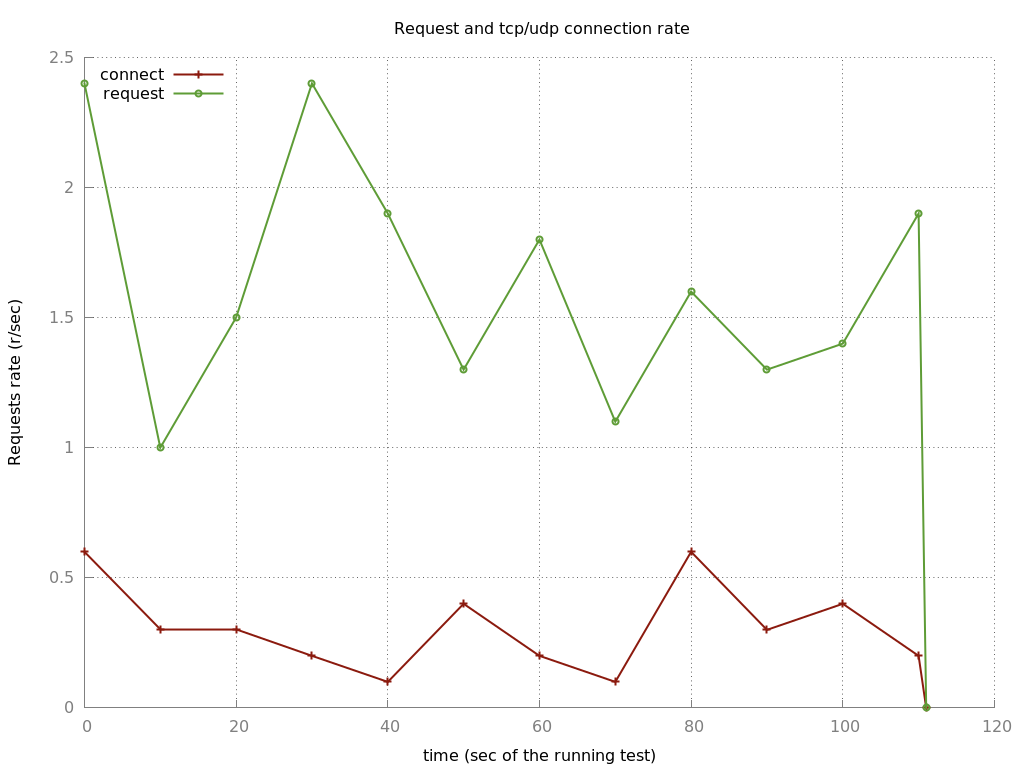 Request and tcp/udp connection rate
2.5
connect
request
2
1.5
1
0.5
0
Requests rate (r/sec)
0 20 40 60 80 100 120
time (sec of the running test)